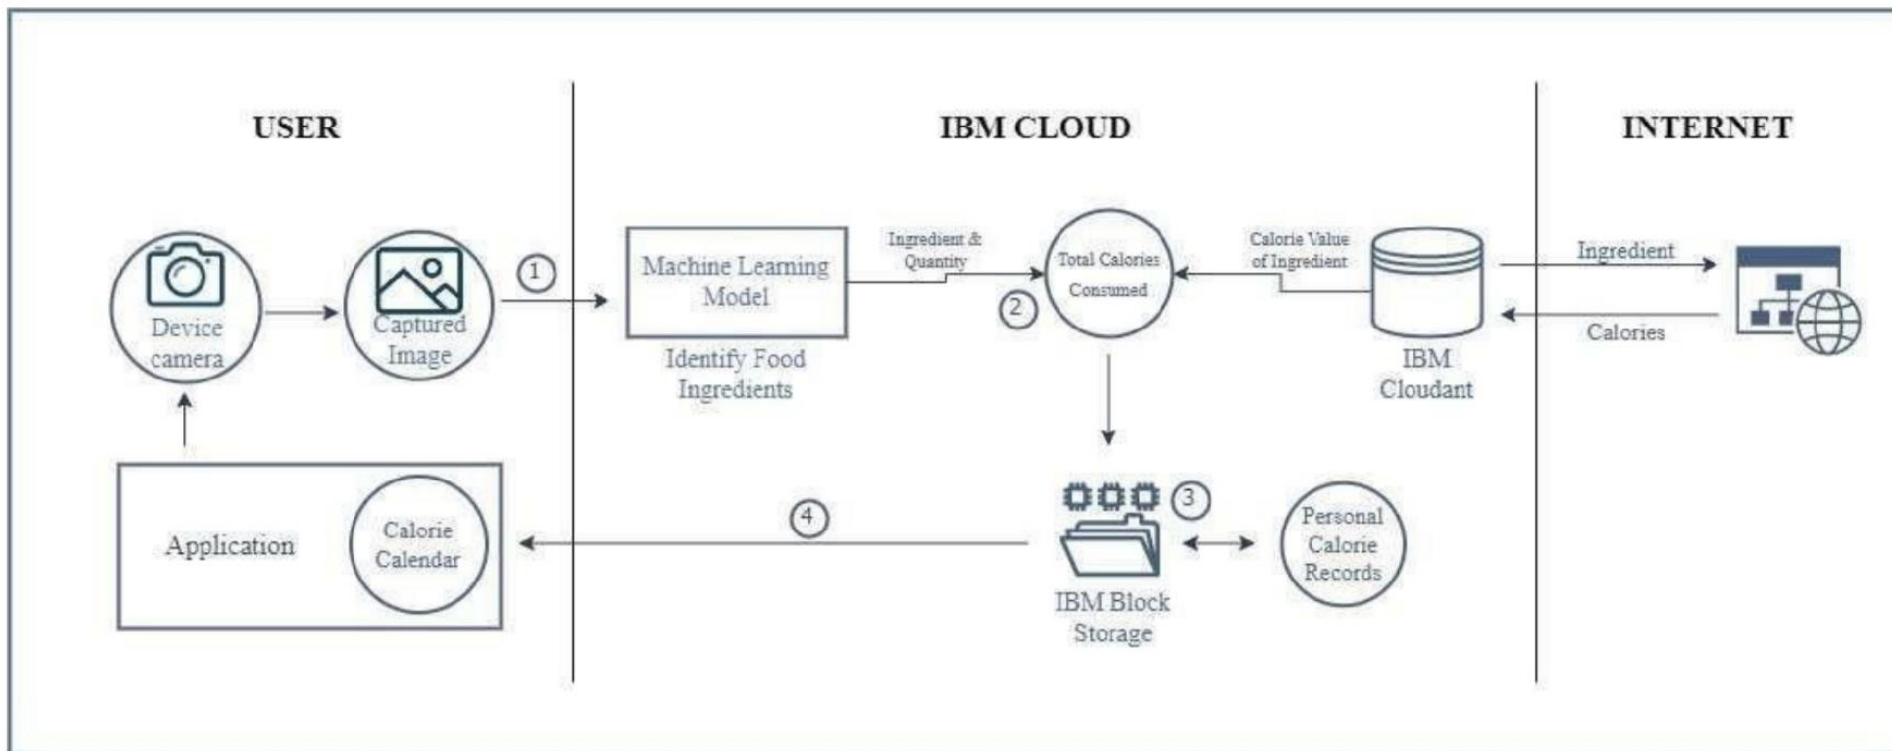 USER
IBM CLOUD
INTERNET
Device
camera
Captured
Image
1
Machine Learning
Model
Identify Food
Ingredients
Ingredient &
Quantity
2
Total Calories
Consumed
Calorie Value
of Ingredient
IBM
Cloudant
Ingredient
Calories
Application
Calorie
Calendar
4
3
IBM Block
Storage
Personal
Calorie
Records